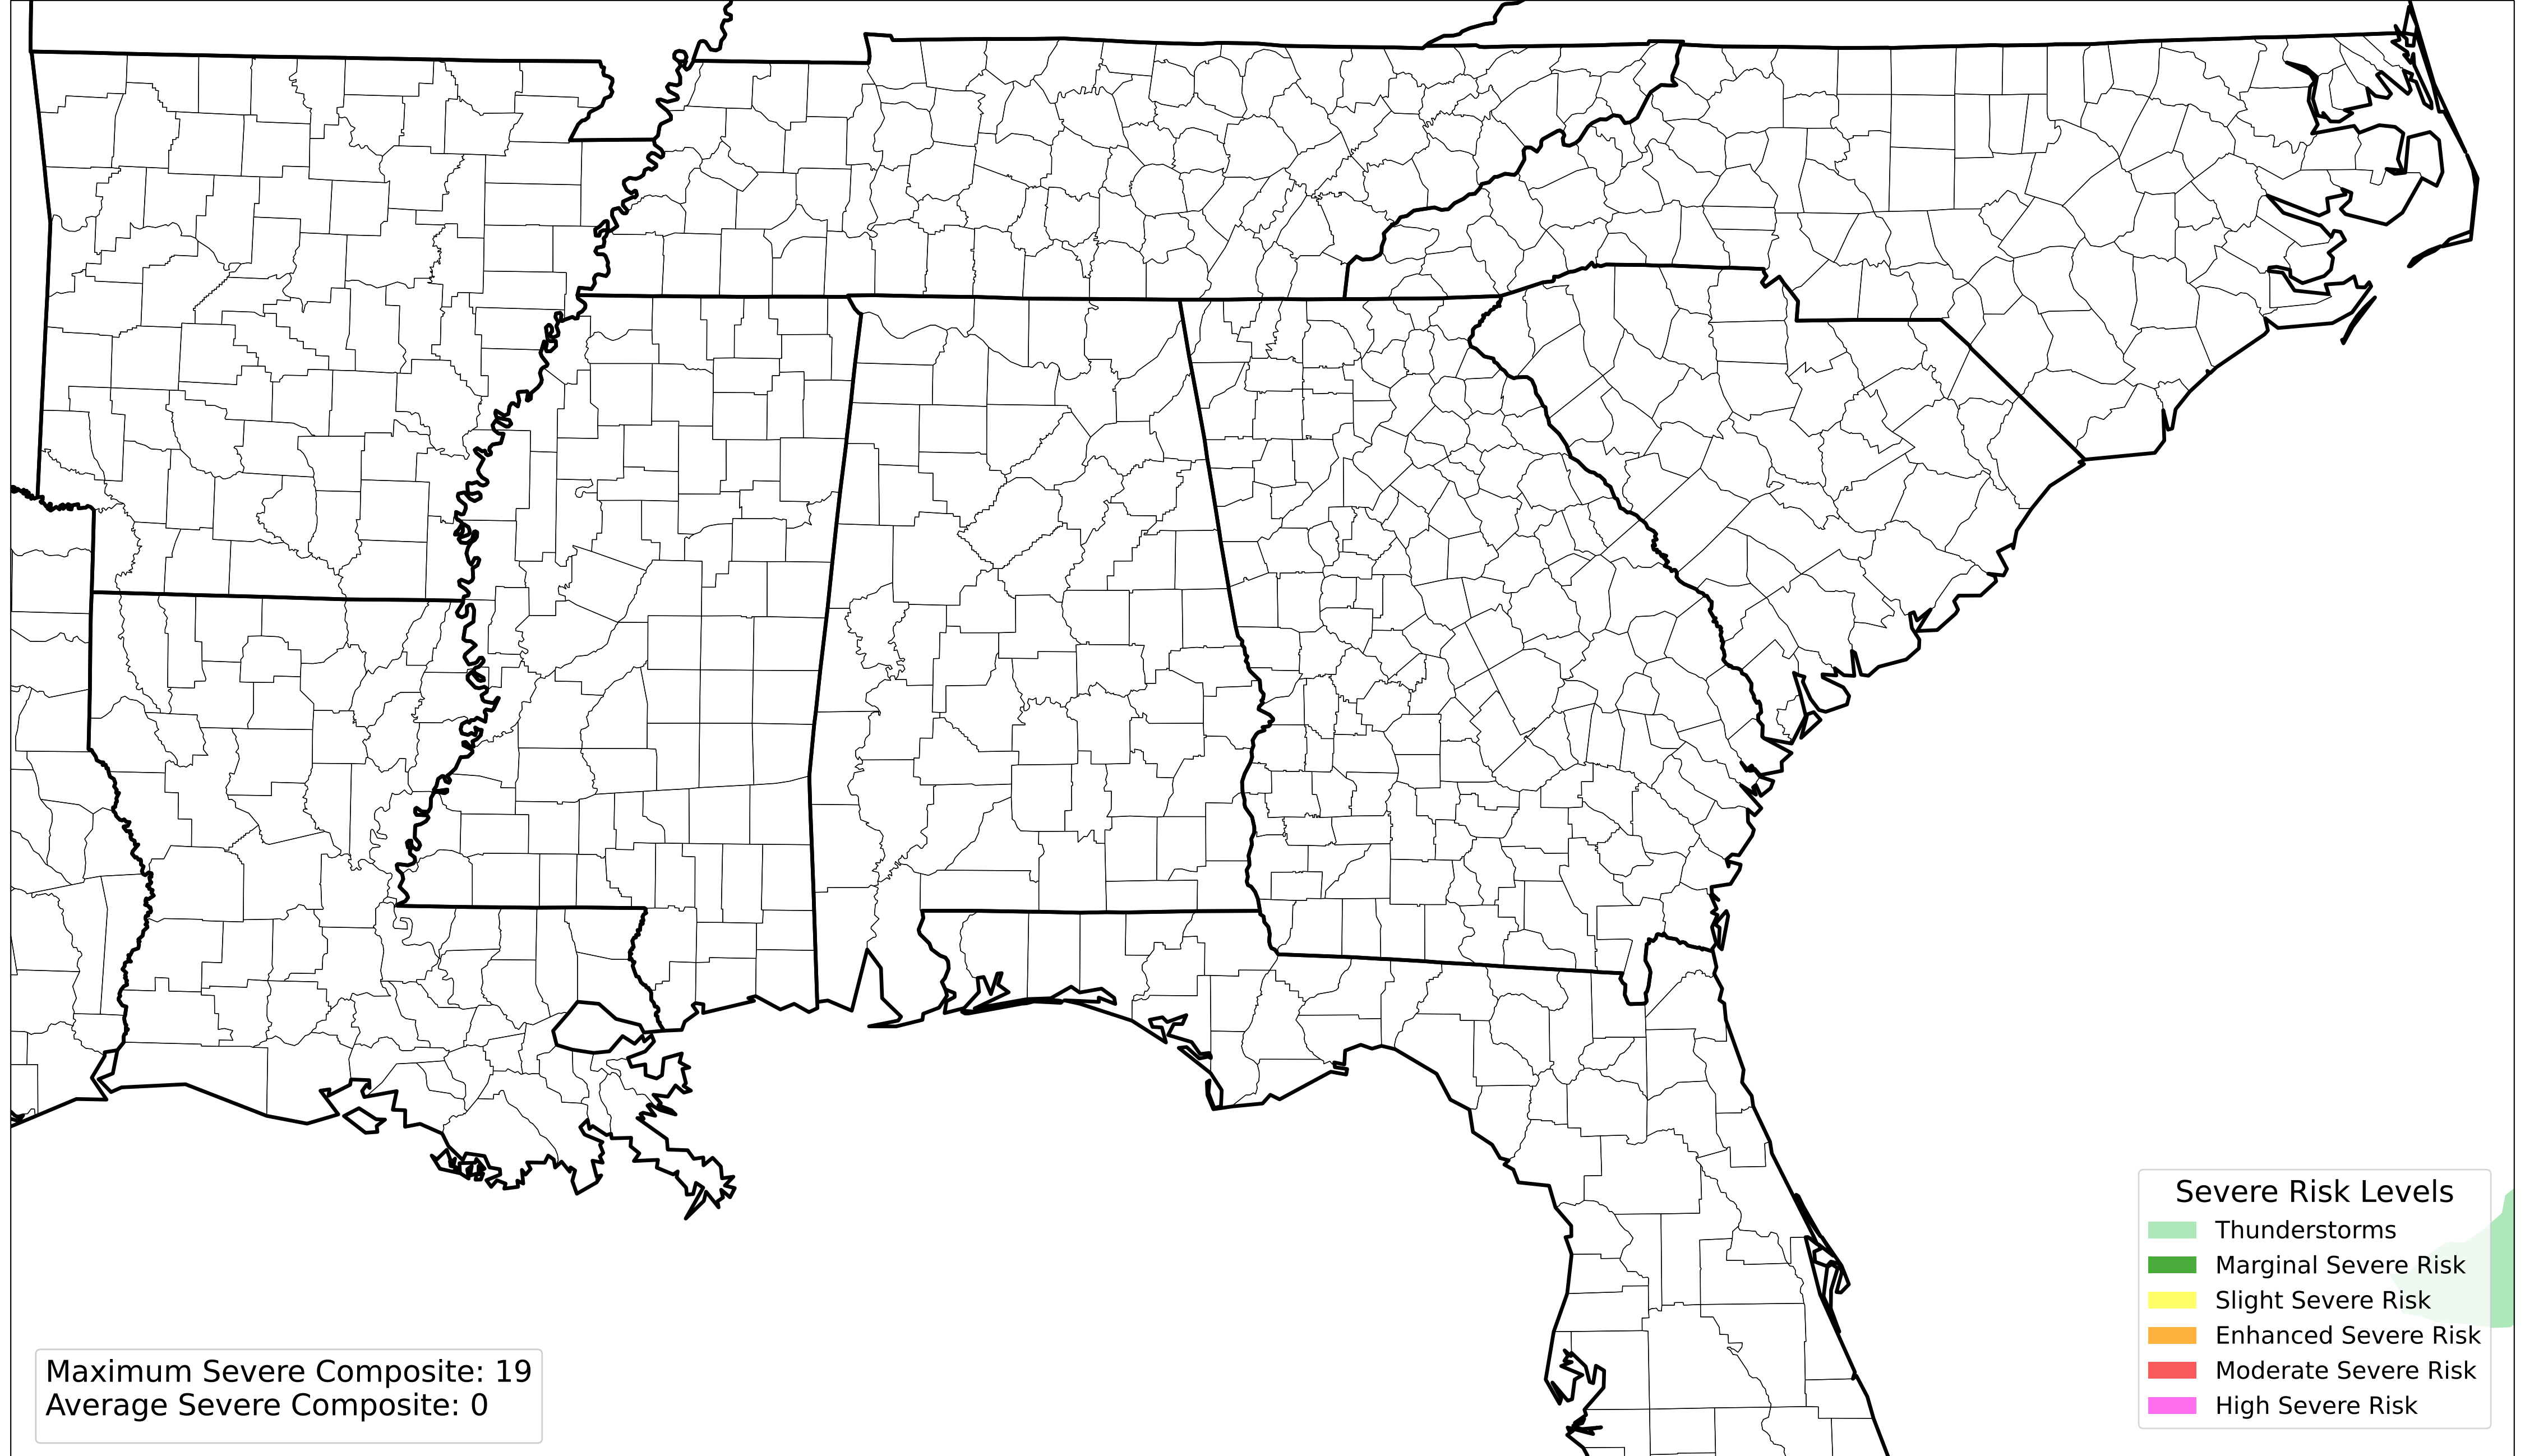 Severe Risk Levels
Thunderstorms
Marginal Severe Risk
Slight Severe Risk
Enhanced Severe Risk
Moderate Severe Risk
High Severe Risk
Maximum Severe Composite: 19
Average Severe Composite: 0